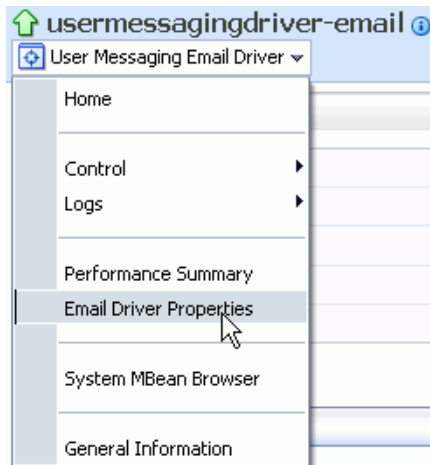 usermessagingdriver-email
User Messaging Email Driver
Home
Control
Logs
Performance Summary
Email Driver Properties
System MBean Browser
General Information